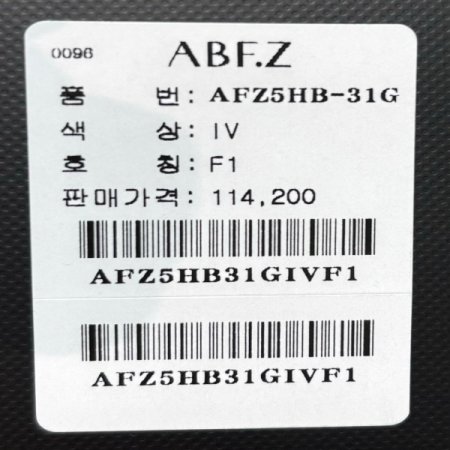 0096 ABF.Z
품 번: AFZ5HB-31G
색 상: IV
호 칭: F1
판매가격: 114,200
AFZ5HB31GIVF1
AFZ5HB31GIVF1